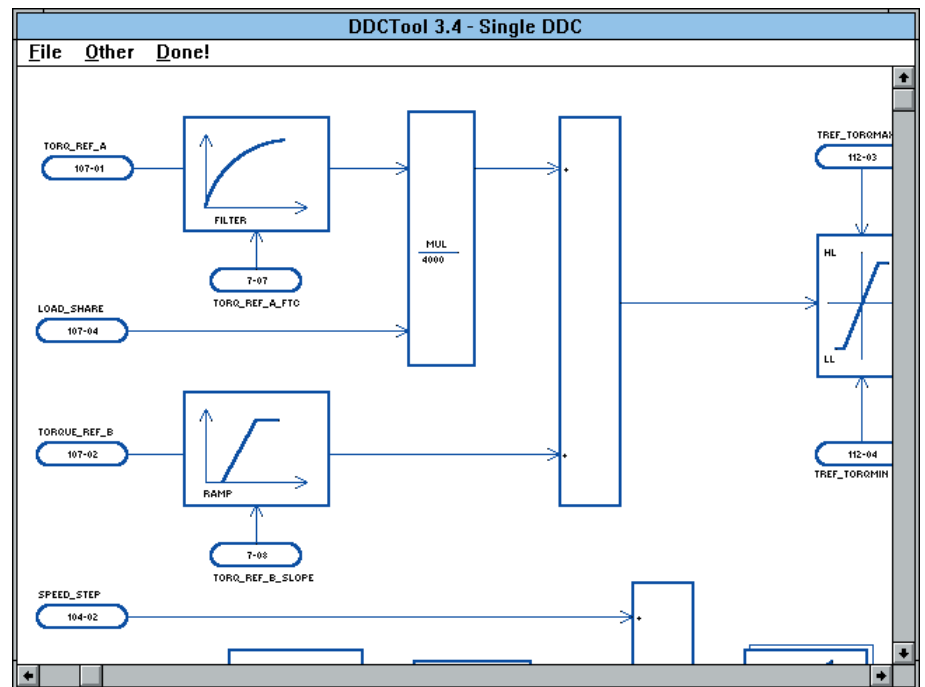 DDCTool 3.4 - Single DDC
File Other Done!
TORQ_REF_A
107-01
FILTER
7-07
TORQ_REF_A_FTC
LOAD_SHARE
107-04
MUL
4000
TREF_TORQMAX
112-03
HL
LL
112-04
TREF_TORQMIN
TORQUE_REF_B
107-02
RAMP
7-08
TORQ_REF_B_SLOPE
SPEED_STEP
104-02